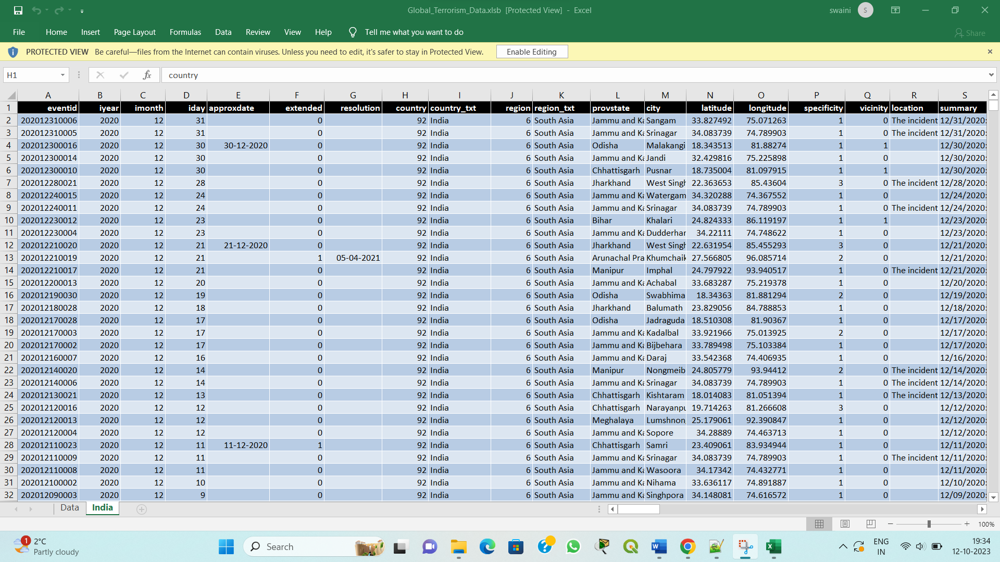 Global_Terrorism_Data.xlsb [Protected View] - Excel
swaini S
File Home Insert Page Layout Formulas Data Review View Help Tell me what you want to do Share
PROTECTED VIEW Be careful—files from the Internet can contain viruses. Unless you need to edit, it's safer to stay in Protected View. Enable Editing
H1 fx country
A B C D E F G H I J K L M N O P Q R S
1 eventid iyear imonth iday approxdate extended resolution country country_txt region region_txt provstate city latitude longitude specificity vicinity location summary
2 202012310006 2020 12 31 0 92 India 6 South Asia Jammu and Ka Sangam 33.827492 75.071263 1 0 The incident 12/31/2020:
3 202012310005 2020 12 31 0 92 India 6 South Asia Jammu and Ka Srinagar 34.083739 74.789903 1 0 The incident 12/31/2020:
4 202012300016 2020 12 30 30-12-2020 0 92 India 6 South Asia Odisha Malakangi 18.343513 81.88274 1 1 12/30/2020:
5 202012300014 2020 12 30 0 92 India 6 South Asia Jammu and Ka Jandi 32.429816 75.225898 1 0 12/30/2020:
6 202012300010 2020 12 30 0 92 India 6 South Asia Chhattisgarh Pusnar 18.735004 81.097915 1 1 12/30/2020:
7 202012280021 2020 12 28 0 92 India 6 South Asia Jharkhand West Singh 22.363653 85.43604 3 0 The incident 12/28/2020:
8 202012240015 2020 12 24 0 92 India 6 South Asia Jammu and Ka Watergam 34.320288 74.367552 1 0 12/24/2020:
9 202012240011 2020 12 24 0 92 India 6 South Asia Jammu and Ka Srinagar 34.083739 74.789903 1 0 The incident 12/24/2020:
10 202012230012 2020 12 23 0 92 India 6 South Asia Bihar Khalari 24.824333 86.119197 1 1 12/23/2020:
11 202012230004 2020 12 23 0 92 India 6 South Asia Jammu and Ka Dudderhar 34.22111 74.748622 1 0 12/23/2020:
12 202012210020 2020 12 21 21-12-2020 0 92 India 6 South Asia Jharkhand West Singh 22.631954 85.455293 3 0 12/21/2020:
13 202012210019 2020 12 21 1 05-04-2021 92 India 6 South Asia Arunachal Pra Khumchaik 27.566805 96.085714 2 0 12/21/2020:
14 202012210017 2020 12 21 0 92 India 6 South Asia Manipur Imphal 24.797922 93.940517 1 0 The incident 12/21/2020:
15 202012200013 2020 12 20 0 92 India 6 South Asia Jammu and Ka Achabal 33.683287 75.219378 1 0 12/20/2020:
16 202012190030 2020 12 19 0 92 India 6 South Asia Odisha Swabhima 18.34363 81.881294 2 0 12/19/2020:
17 202012180028 2020 12 18 0 92 India 6 South Asia Jharkhand Balumath 23.829056 84.788853 1 0 12/18/2020:
18 202012170028 2020 12 17 0 92 India 6 South Asia Odisha Jadraguda 18.510308 81.90367 1 0 12/17/2020:
19 202012170003 2020 12 17 0 92 India 6 South Asia Jammu and Ka Kadalbal 33.921966 75.013925 2 0 12/17/2020:
20 202012170002 2020 12 17 0 92 India 6 South Asia Jammu and Ka Bijbehara 33.789498 75.103384 1 0 12/17/2020:
21 202012160007 2020 12 16 0 92 India 6 South Asia Jammu and Ka Daraj 33.542368 74.406935 1 0 12/16/2020:
22 202012140020 2020 12 14 0 92 India 6 South Asia Manipur Nongmeib 24.805779 93.94412 2 0 The incident 12/14/2020:
23 202012140006 2020 12 14 0 92 India 6 South Asia Jammu and Ka Srinagar 34.083739 74.789903 1 0 The incident 12/14/2020:
24 202012130021 2020 12 13 0 92 India 6 South Asia Chhattisgarh Kishtaram 18.014083 81.051394 1 0 The incident 12/13/2020:
25 202012120016 2020 12 12 0 92 India 6 South Asia Chhattisgarh Narayanpu 19.714263 81.266608 3 0 12/12/2020:
26 202012120013 2020 12 12 0 92 India 6 South Asia Meghalaya Lumshnon 25.179061 92.390847 1 0 12/12/2020:
27 202012120004 2020 12 12 0 92 India 6 South Asia Jammu and Ka Sopore 34.28889 74.463713 1 0 12/12/2020:
28 202012110023 2020 12 11 11-12-2020 1 92 India 6 South Asia Chhattisgarh Samri 23.409061 83.934944 1 0 12/11/2020:
29 202012110009 2020 12 11 0 92 India 6 South Asia Jammu and Ka Srinagar 34.083739 74.789903 1 0 The incident 12/11/2020:
30 202012110008 2020 12 11 0 92 India 6 South Asia Jammu and Ka Wasoora 34.17342 74.432771 1 0 12/11/2020:
31 202012100002 2020 12 10 0 92 India 6 South Asia Jammu and Ka Nihama 33.636117 74.891887 1 0 12/10/2020:
32 202012090003 2020 12 9 0 92 India 6 South Asia Jammu and Ka Singhpora 34.148081 74.616572 1 0 12/09/2020:
Data India
100%
1 2°C
Partly cloudy
Search
ENG
IN
19:34
12-10-2023